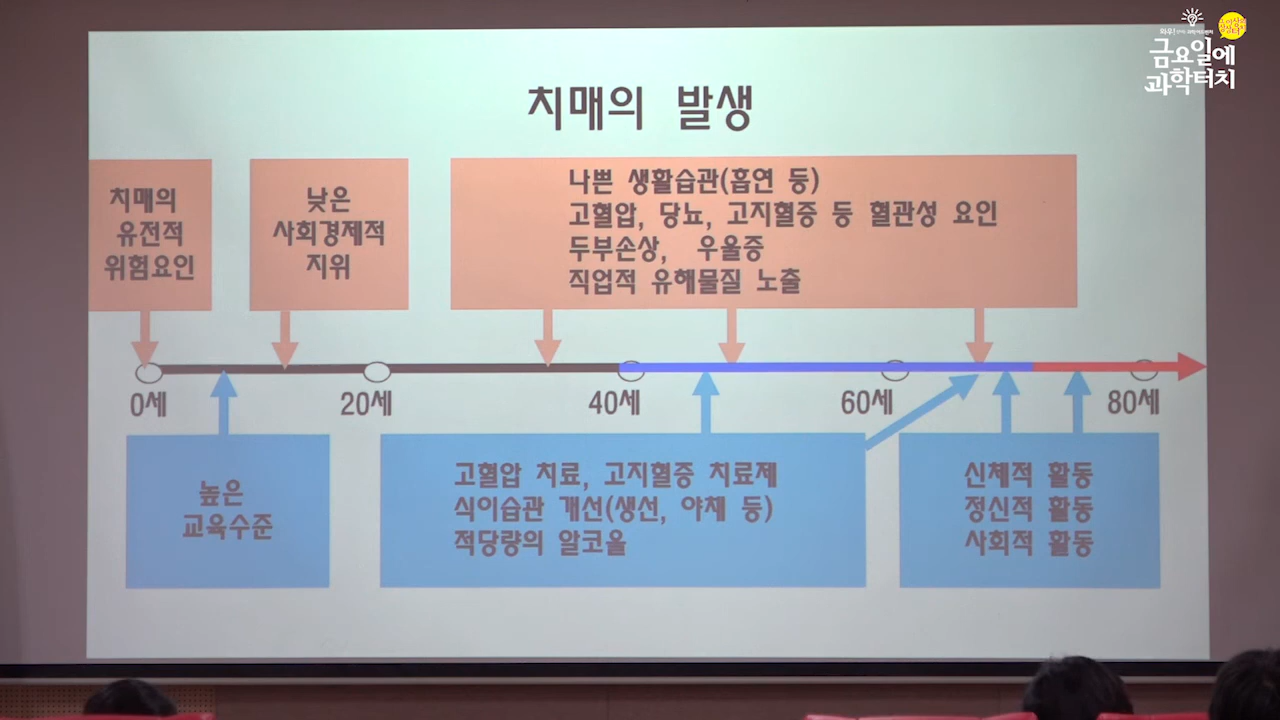 금요일에
과학터치
치매의 발생
치매의
유전적
위험요인
낮은
사회경제적
지위
나쁜 생활습관(흡연 등)
고혈압, 당뇨, 고지혈증 등 혈관성 요인
두부손상, 우울증
직업적 유해물질 노출
0세
20세
40세
60세
80세
높은
교육수준
고혈압 치료, 고지혈증 치료제
식이습관 개선(생선, 야채 등)
적당량의 알코올
신체적 활동
정신적 활동
사회적 활동